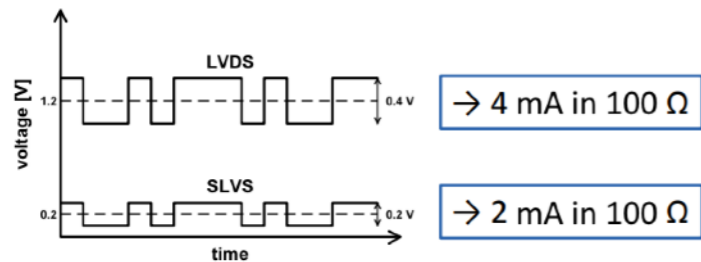 voltage [V]
LVDS
1.2
0.4 V
→ 4 mA in 100 Ω
SLVS
0.2
0.2 V
→ 2 mA in 100 Ω
time